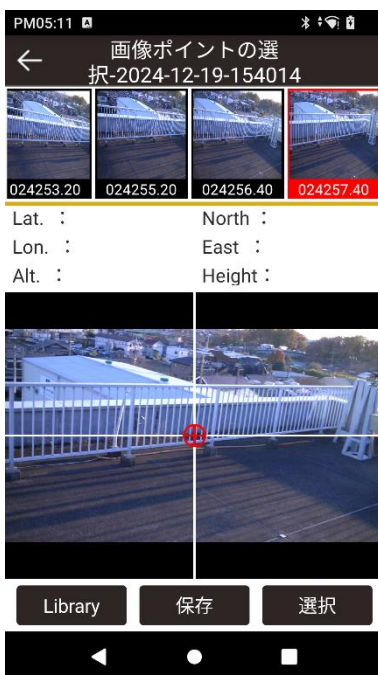 PM05:11
画像ポイントの選
択-2024-12-19-154014
024253.20
024255.20
024256.40
024257.40
Lat. :
North :
Lon. :
East :
Alt. :
Height :
Library
保存
選択